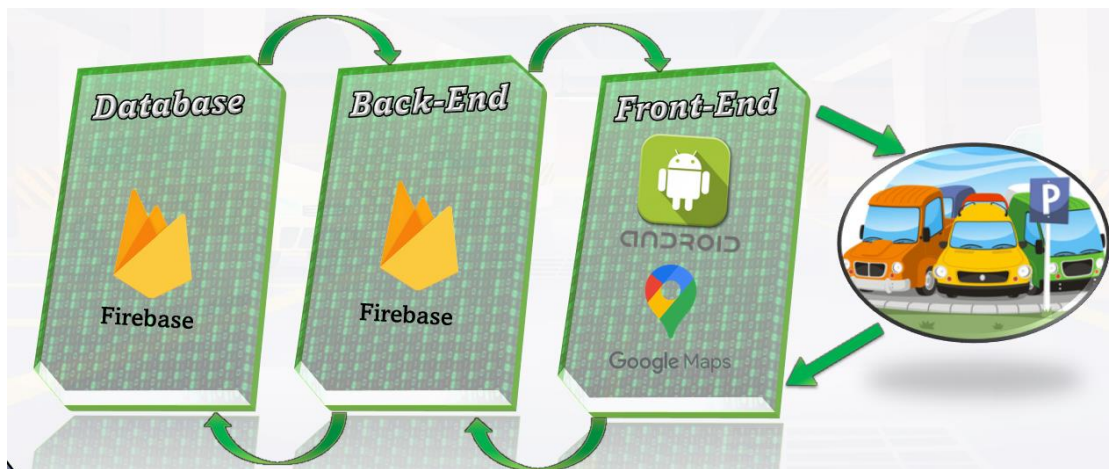 Database
Firebase
Back-End
Firebase
Front-End
ANDROID
Google Maps
P